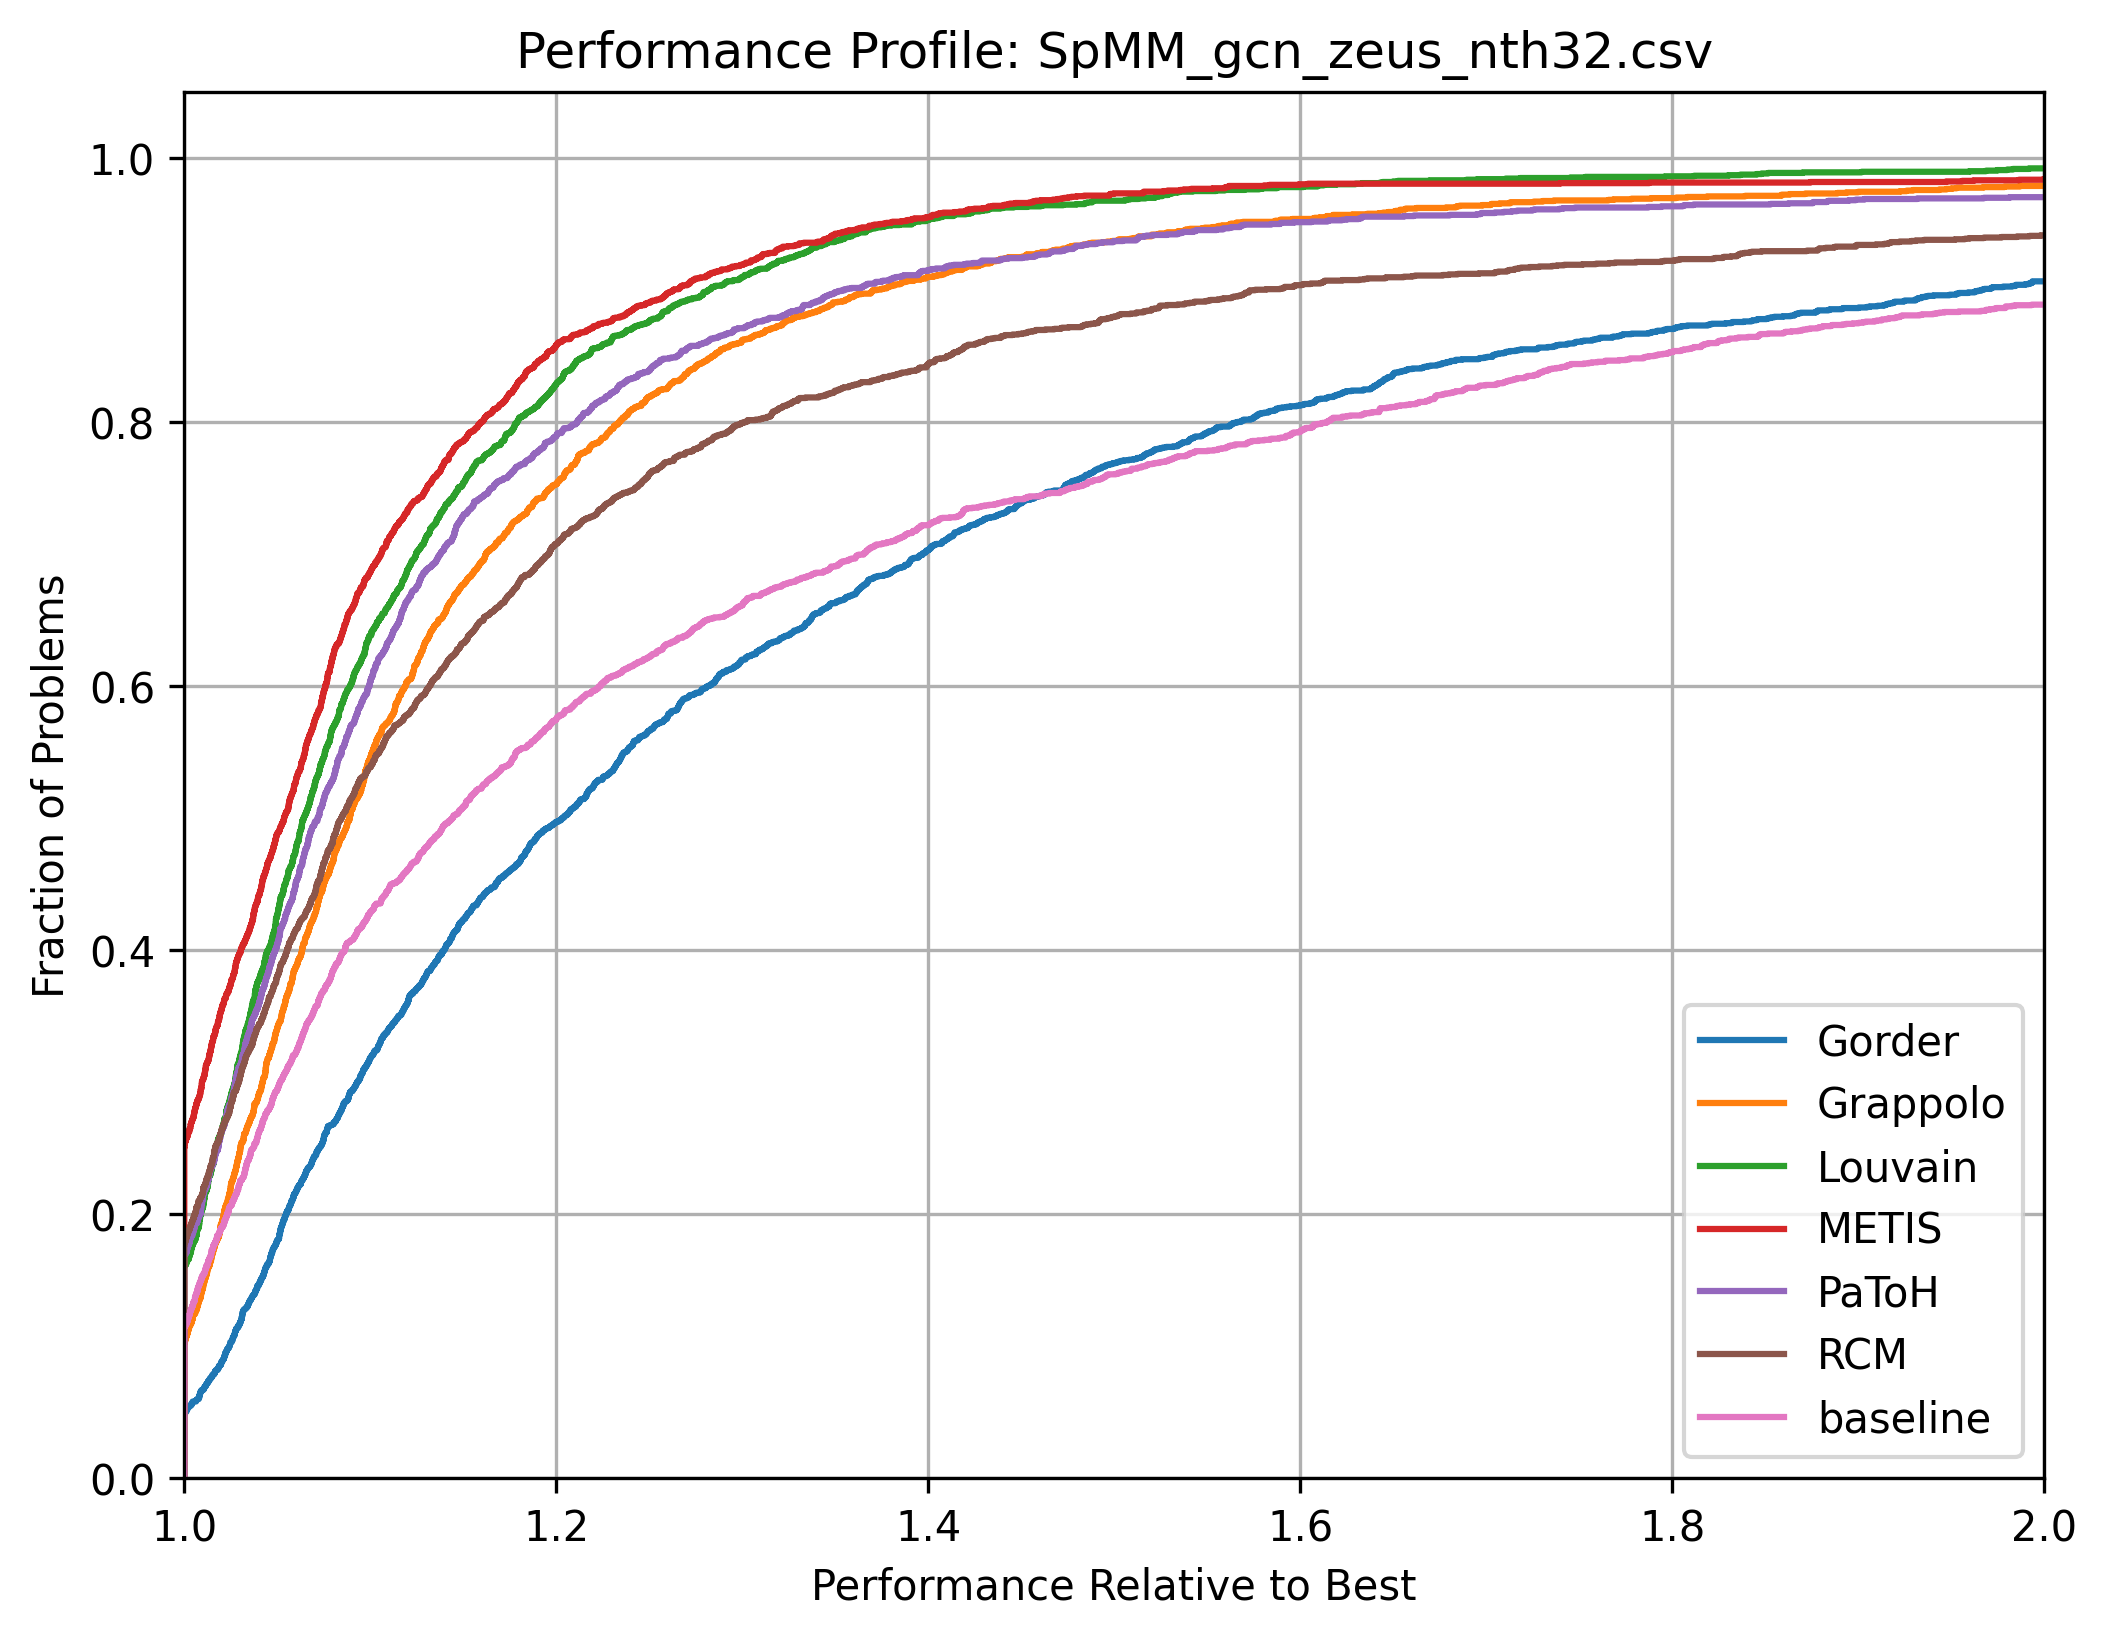 Performance Profile: SpMM_gcn_zeus_nth32.csv
Fraction of Problems
1.0
0.8
0.6
0.4
0.2
0.0
1.0 1.2 1.4 1.6 1.8 2.0
Performance Relative to Best
Gorder
Grappolo
Louvain
METIS
PaToH
RCM
baseline